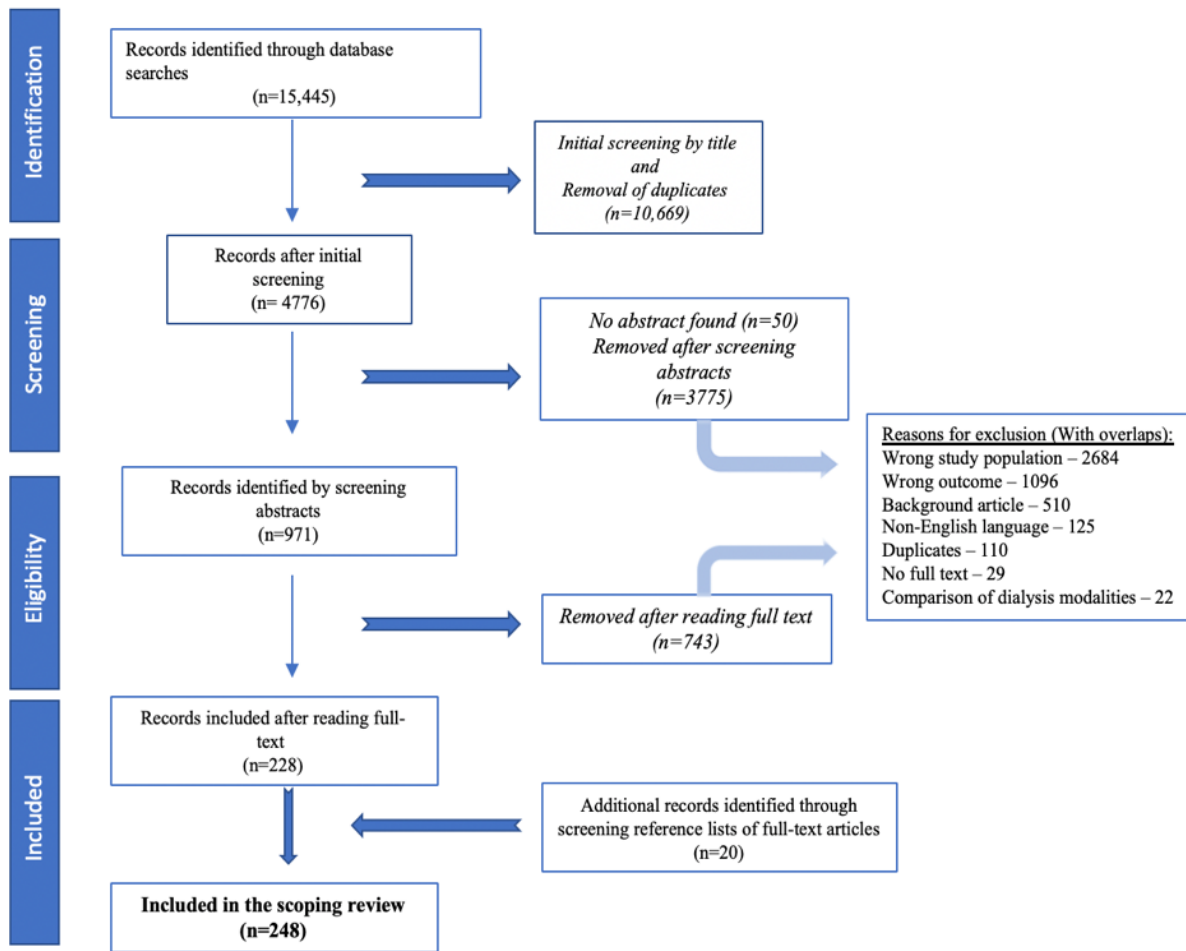 Identification
Records identified through database
searches
(n=15,445)
Initial screening by title
and
Removal of duplicates
(n=10,669)
Screening
Records after initial
screening
(n= 4776)
No abstract found (n=50)
Removed after screening
abstracts
(n=3775)
Reasons for exclusion (With overlaps):
Wrong study population – 2684
Wrong outcome – 1096
Background article – 510
Non-English language – 125
Duplicates – 110
No full text – 29
Comparison of dialysis modalities – 22
Eligibility
Records identified by screening
abstracts
(n=971)
Removed after reading full text
(n=743)
Included
Records included after reading full-
text
(n=228)
Additional records identified through
screening reference lists of full-text articles
(n=20)
Included in the scoping review
(n=248)